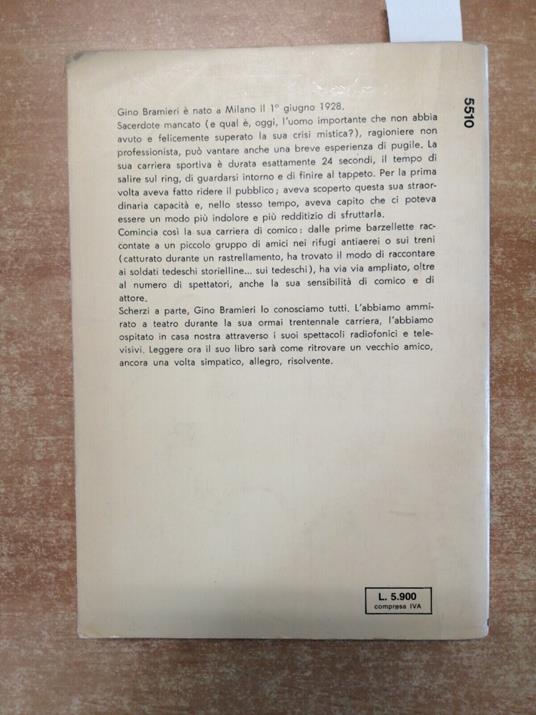 5510
Gino Bramieri è nato a Milano il 1° giugno 1928.
Sacerdote mancato (e qual è, oggi, l'uomo importante che non abbia
avuto e felicemente superato la sua crisi mistica?), ragioniere non
professionista, può vantare anche una breve esperienza di pugile. La
sua carriera sportiva è durata esattamente 24 secondi, il tempo di
salire sul ring, di guardarsi intorno e di finire al tappeto. Per la prima
volta aveva fatto ridere il pubblico; aveva scoperto questa sua straor-
dinaria capacità e, nello stesso tempo, aveva capito che ci poteva
essere un modo più indolore e più redditizio di sfruttarla.
Comincia così la sua carriera di comico: dalle prime barzellette rac-
contate a un piccolo gruppo di amici nei rifugi antiaerei o sui treni
(catturato durante un rastrellamento, ha trovato il modo di raccontare
ai soldati tedeschi storielline... sui tedeschi), ha via via ampliato, oltre
al numero di spettatori, anche la sua sensibilità di comico e di
attore.
Scherzi a parte, Gino Bramieri lo conosciamo tutti. L'abbiamo ammi-
rato a teatro durante la sua ormai trentennale carriera, l'abbiamo
ospitato in casa nostra attraverso i suoi spettacoli radiofonici e tele-
visivi. Leggere ora il suo libro sarà come ritrovare un vecchio amico,
ancora una volta simpatico, allegro, risolvente.
L. 5.900
compresa IVA